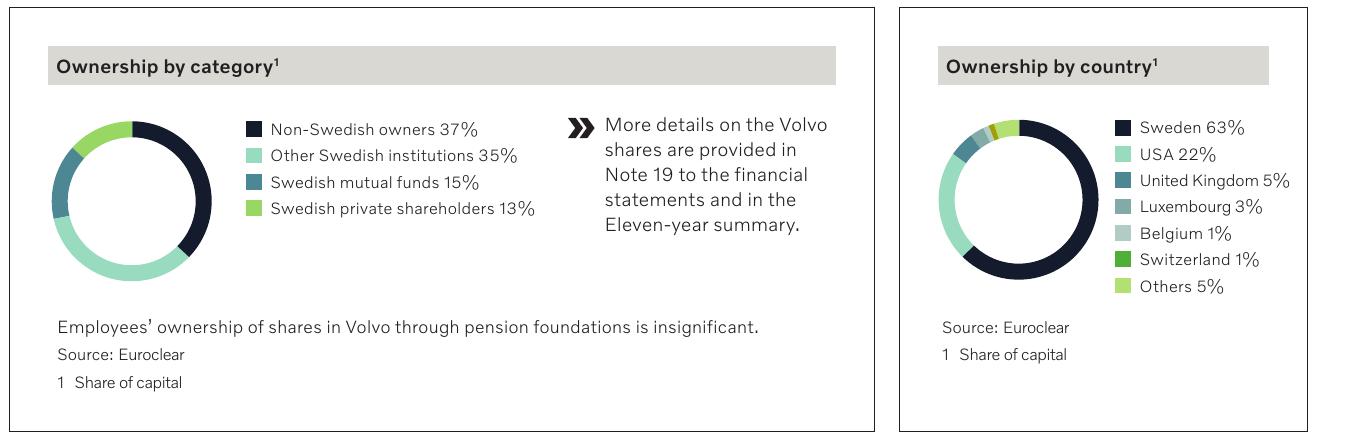 Ownership by category¹
Non-Swedish owners 37%
Other Swedish institutions 35%
Swedish mutual funds 15%
Swedish private shareholders 13%
More details on the Volvo
shares are provided in
Note 19 to the financial
statements and in the
Eleven-year summary.
Employees’ ownership of shares in Volvo through pension foundations is insignificant.
Source: Euroclear
1 Share of capital
Ownership by country¹
Sweden 63%
USA 22%
United Kingdom 5%
Luxembourg 3%
Belgium 1%
Switzerland 1%
Others 5%
Source: Euroclear
1 Share of capital